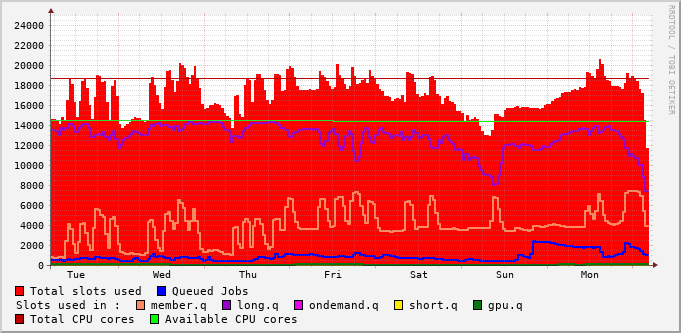 RRDTOOL / TOBI OETIKER
24000
22000
20000
18000
16000
14000
12000
10000
8000
6000
4000
2000
0
Tue Wed Thu Fri Sat Sun Mon
Total slots used Queued Jobs
Slots used in : member.q long.q ondemand.q short.q gpu.q
Total CPU cores Available CPU cores